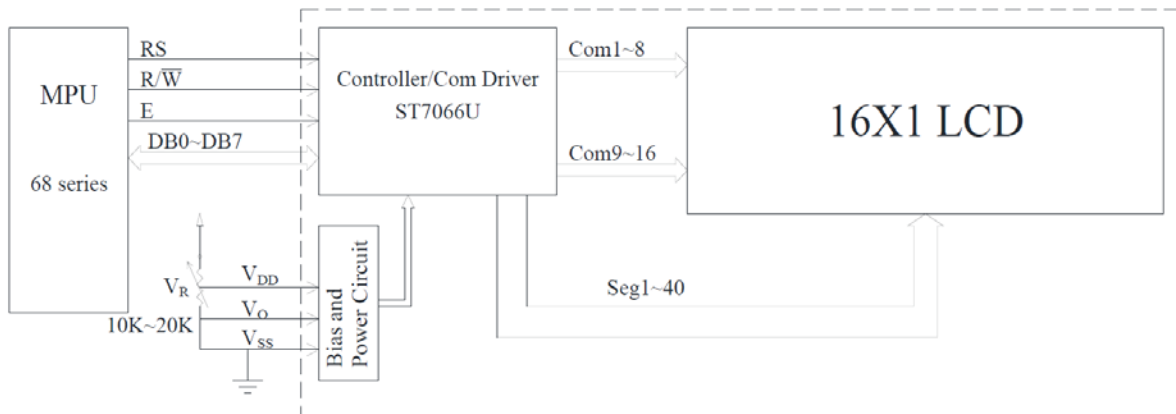 MPU
68 series
RS
R/W̅
E
DB0~DB7
Controller/Com Driver
ST7066U
Com1~8
Com9~16
16X1 LCD
Seg1~40
VR
10K~20K
VDD
VO
VSS
Bias and
Power Circuit